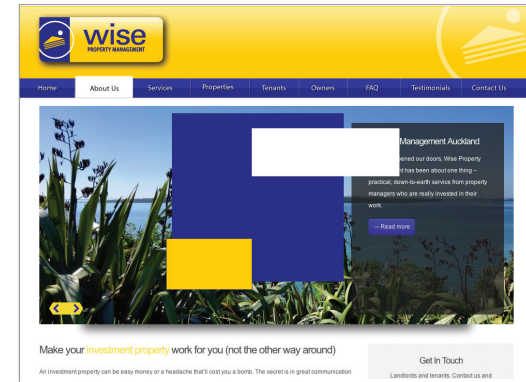 wise
PROPERTY MANAGEMENT
Home About Us Services Properties Tenants Owners FAQ Testimonials Contact Us
Management Auckland
ened our doors, Wise Property
t has been about one thing –
practical, down-to-earth service from property
managers who are really invested in their
work.
→ Read more
Make your investment property work for you (not the other way around)
An investment property can be easy money or a headache that'll cost you a bomb. The secret is in great communication
Get In Touch
Landlords and tenants. Contact us and